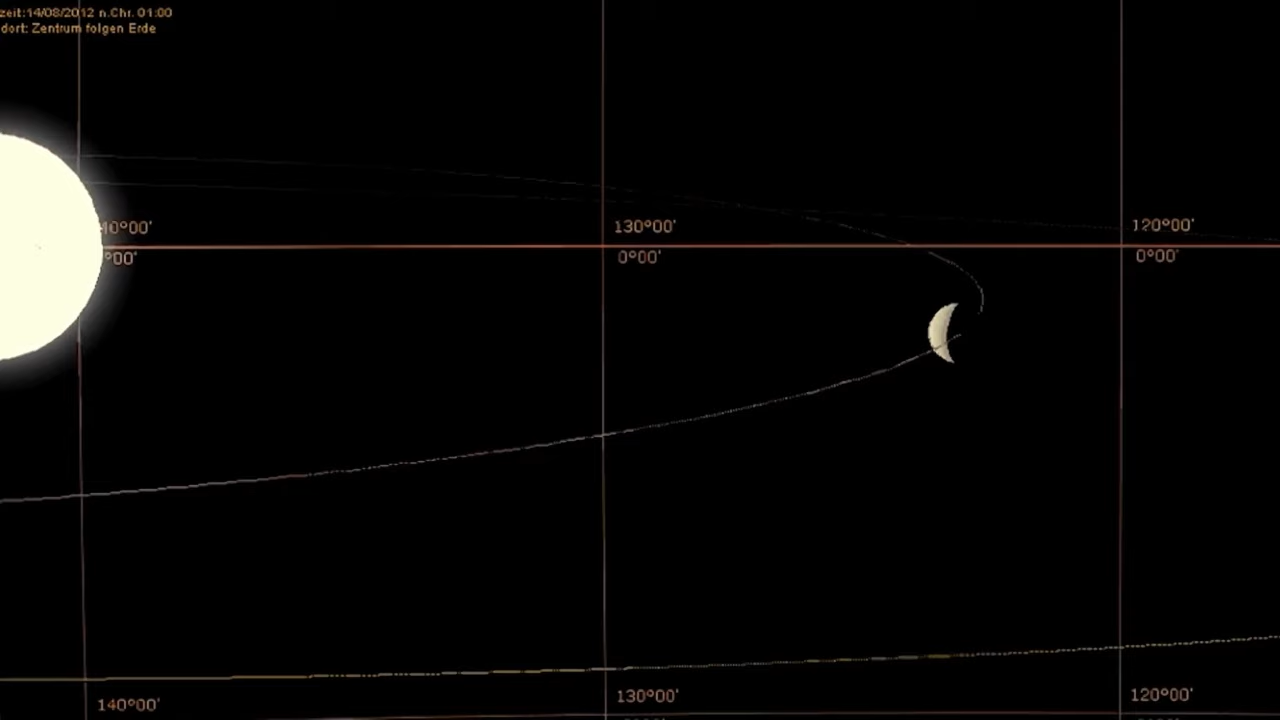 zeit:14/08/2012 n.Chr. 01:00
dort: Zentrum folgen Erde
40°00' 130°00' 120°00'
°00' 0°00' 0°00'
140°00' 130°00' 120°00'